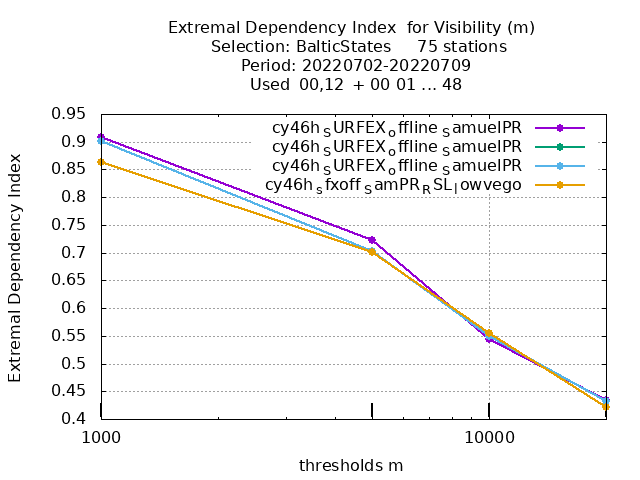 Extremal Dependency Index  for Visibility (m)
Selection: BalticStates     75 stations
Period: 20220702-20220709
Used  00,12  + 00 01 ... 48
0.95
cy46h_SURFEX_offline_SamuelPR
0.9
cy46h_SURFEX_offline_SamuelPR
cy46h_SURFEX_offline_SamuelPR
0.85
cy46h_sfxoff_SamPR_RSL_lowvego
0.8
0.75
0.7
0.65
0.6
0.55
0.5
0.45
0.4
Extremal Dependency Index
1000
10000
thresholds m